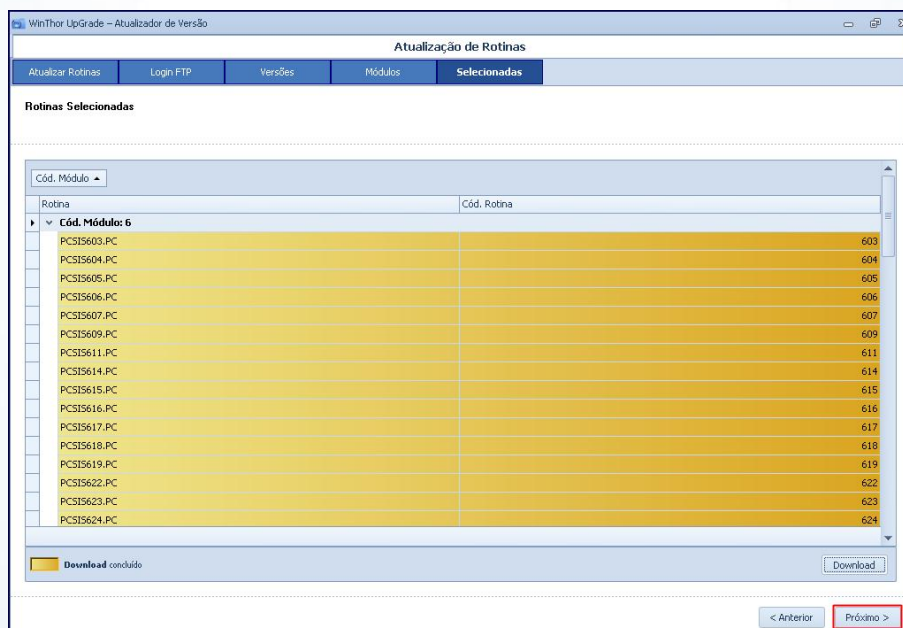 WinThor UpGrade – Atualizador de Versão
Atualização de Rotinas
Atualizar Rotinas Login FTP Versões Módulos Selecionadas
Rotinas Selecionadas
Cód. Módulo
Rotina Cód. Rotina
Cód. Módulo: 6
PCSIS603.PC 603
PCSIS604.PC 604
PCSIS605.PC 605
PCSIS606.PC 606
PCSIS607.PC 607
PCSIS609.PC 609
PCSIS611.PC 611
PCSIS614.PC 614
PCSIS615.PC 615
PCSIS616.PC 616
PCSIS617.PC 617
PCSIS618.PC 618
PCSIS619.PC 619
PCSIS622.PC 622
PCSIS623.PC 623
PCSIS624.PC 624
Download concluído Download
< Anterior Próximo >